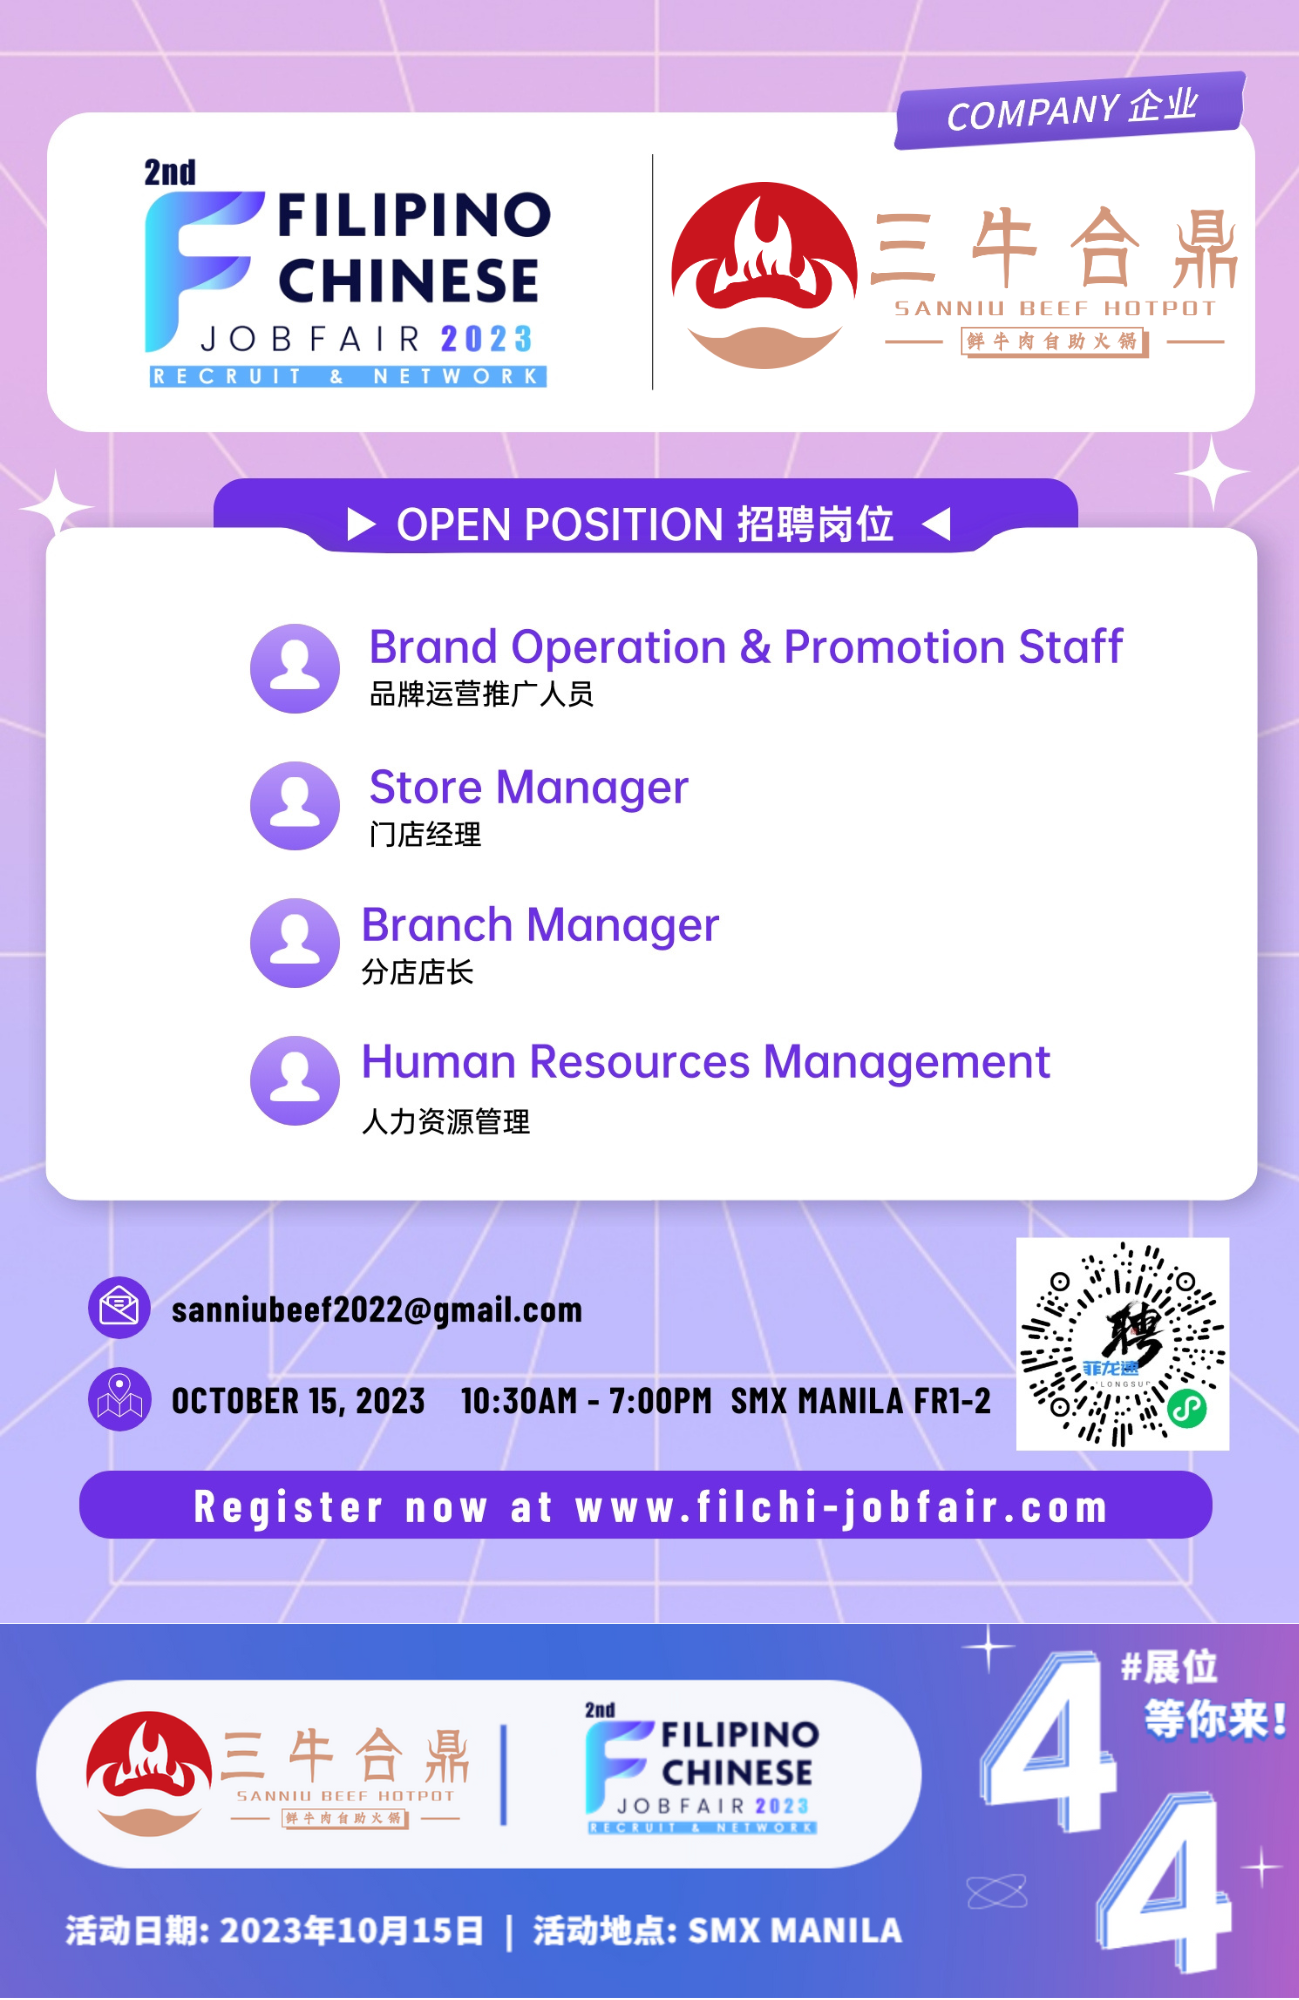 COMPANY 企业
2nd
FILIPINO
CHINESE
JOBFAIR 2023
RECRUIT & NETWORK
三牛合鼎
SANNIU BEEF HOTPOT
鲜牛肉自助火锅
OPEN POSITION 招聘岗位
Brand Operation & Promotion Staff
品牌运营推广人员
Store Manager
门店经理
Branch Manager
分店店长
Human Resources Management
人力资源管理
sanniubeef2022@gmail.com
OCTOBER 15, 2023 10:30AM - 7:00PM SMX MANILA FR1-2
聘
菲龙速
LONGSUP
Register now at www.filchi-jobfair.com
三牛合鼎
SANNIU BEEF HOTPOT
鲜牛肉自助火锅
2nd
FILIPINO
CHINESE
JOBFAIR 2023
RECRUIT & NETWORK
44
#展位
等你来!
活动日期: 2023年10月15日 | 活动地点: SMX MANILA